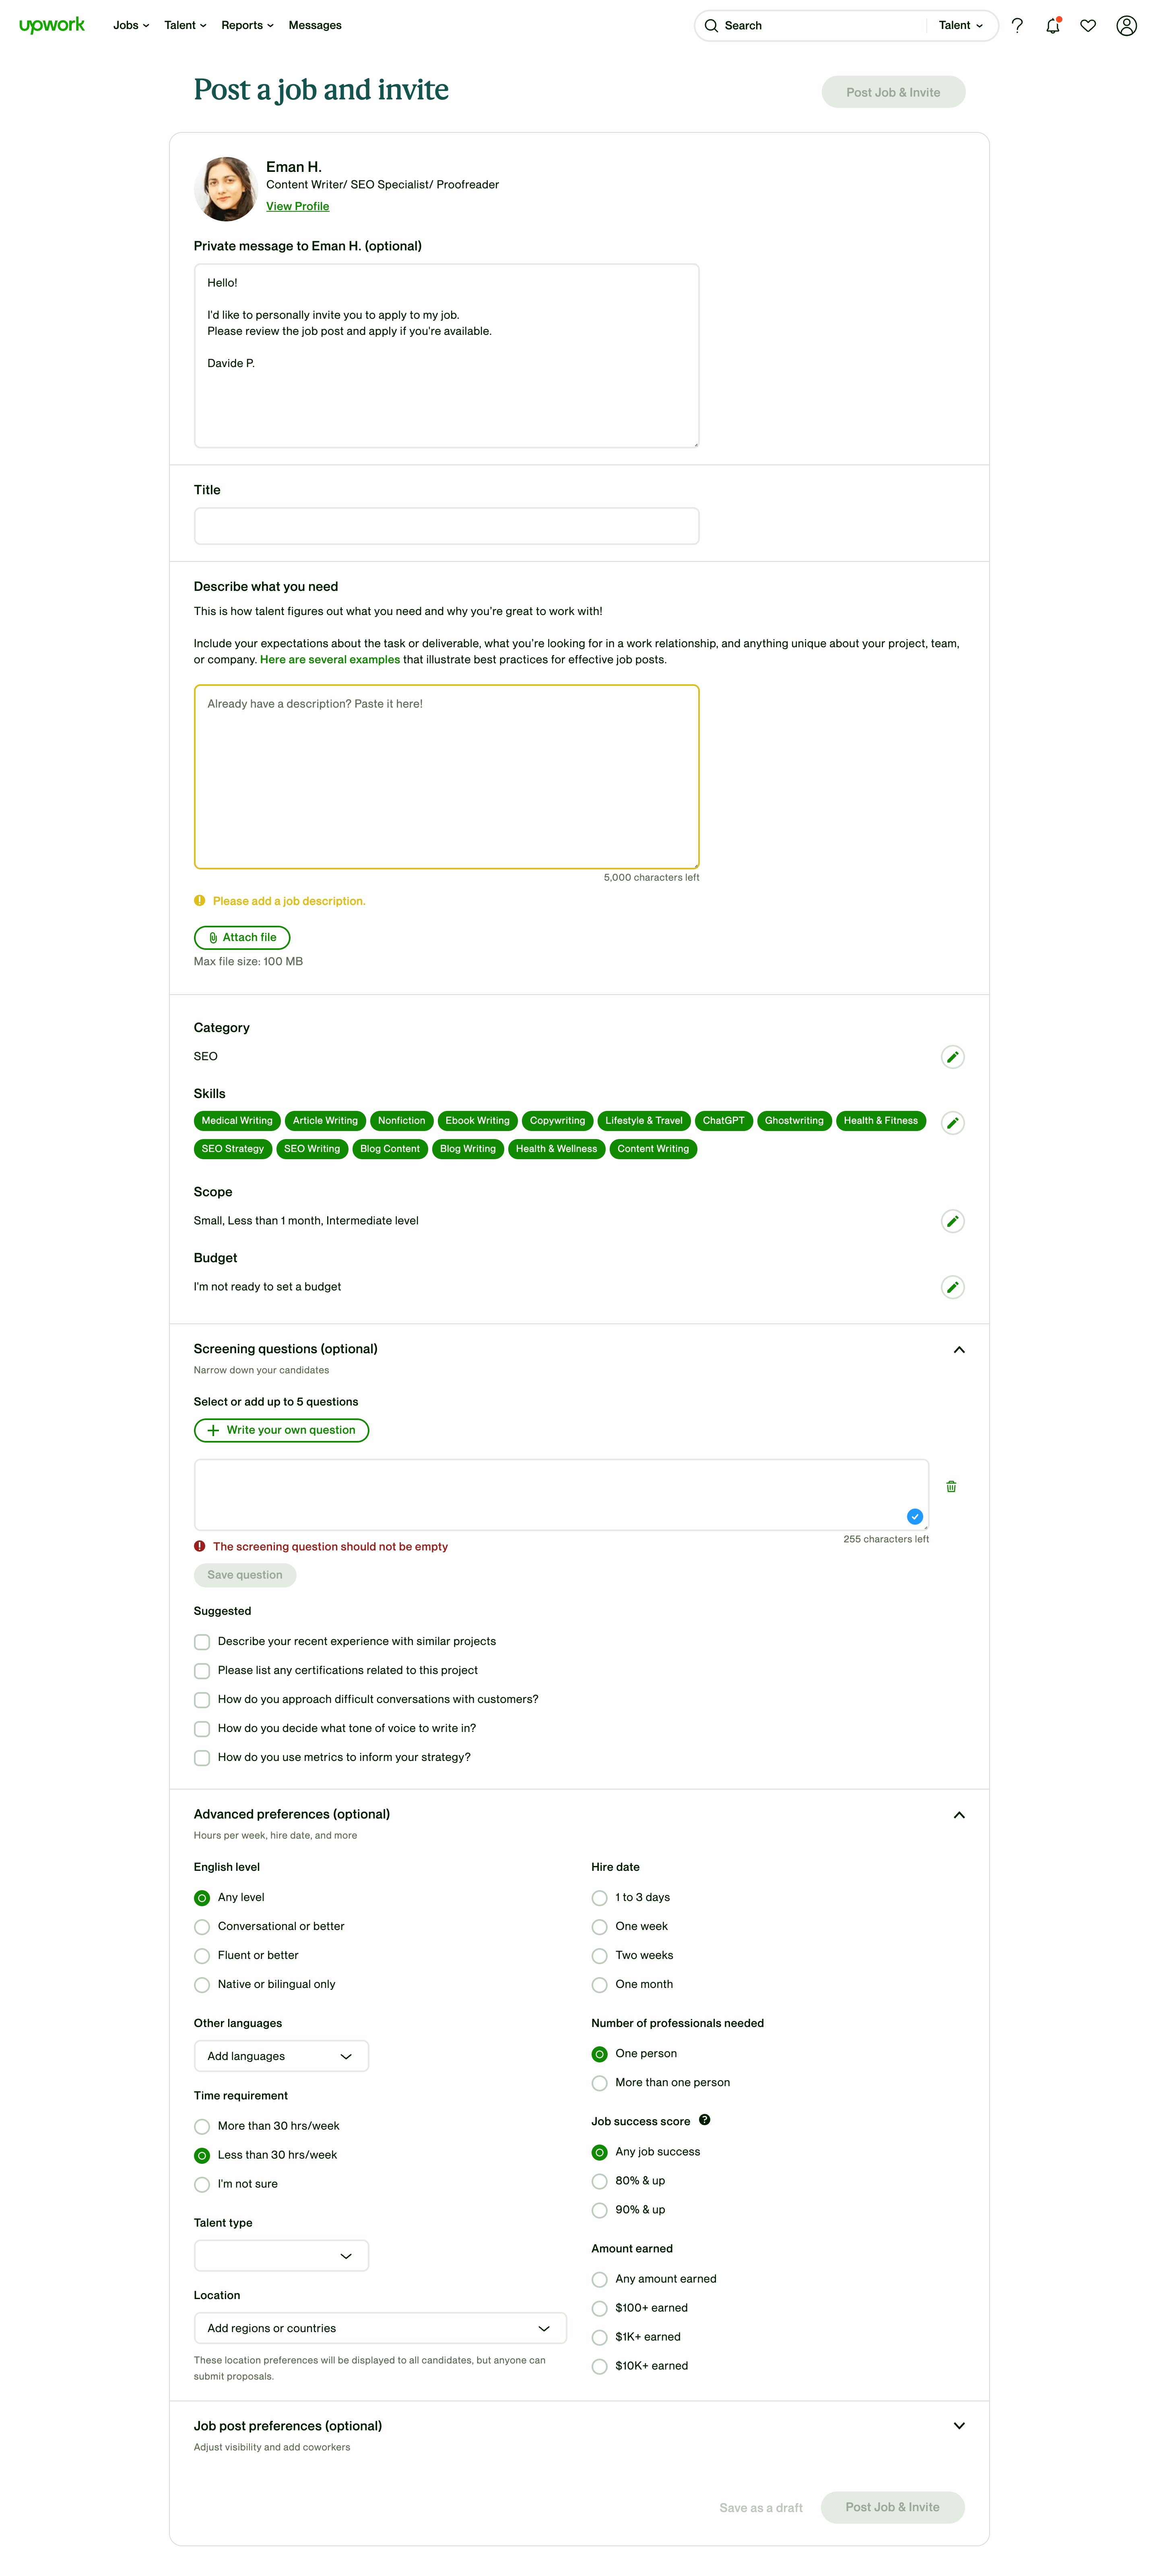 upwork
Jobs
Talent
Reports
Messages
Search
Talent
Post a job and invite
Post Job & Invite
Eman H.
Content Writer/ SEO Specialist/ Proofreader
View Profile
Private message to Eman H. (optional)
Hello!
I'd like to personally invite you to apply to my job.
Please review the job post and apply if you're available.
Davide P.
Title
Describe what you need
This is how talent figures out what you need and why you're great to work with!
Include your expectations about the task or deliverable, what you're looking for in a work relationship, and anything unique about your project, team,
or company. Here are several examples that illustrate best practices for effective job posts.
Already have a description? Paste it here!
5,000 characters left
Please add a job description.
Attach file
Max file size: 100 MB
Category
SEO
Skills
Medical Writing
Article Writing
Nonfiction
Ebook Writing
Copywriting
Lifestyle & Travel
ChatGPT
Ghostwriting
Health & Fitness
SEO Strategy
SEO Writing
Blog Content
Blog Writing
Health & Wellness
Content Writing
Scope
Small, Less than 1 month, Intermediate level
Budget
I'm not ready to set a budget
Screening questions (optional)
Narrow down your candidates
Select or add up to 5 questions
Write your own question
255 characters left
The screening question should not be empty
Save question
Suggested
Describe your recent experience with similar projects
Please list any certifications related to this project
How do you approach difficult conversations with customers?
How do you decide what tone of voice to write in?
How do you use metrics to inform your strategy?
Advanced preferences (optional)
Hours per week, hire date, and more
English level
Any level
Conversational or better
Fluent or better
Native or bilingual only
Other languages
Add languages
Time requirement
More than 30 hrs/week
Less than 30 hrs/week
I'm not sure
Talent type
Location
Add regions or countries
These location preferences will be displayed to all candidates, but anyone can
submit proposals.
Hire date
1 to 3 days
One week
Two weeks
One month
Number of professionals needed
One person
More than one person
Job success score
Any job success
80% & up
90% & up
Amount earned
Any amount earned
$100+ earned
$1K+ earned
$10K+ earned
Job post preferences (optional)
Adjust visibility and add coworkers
Save as a draft
Post Job & Invite